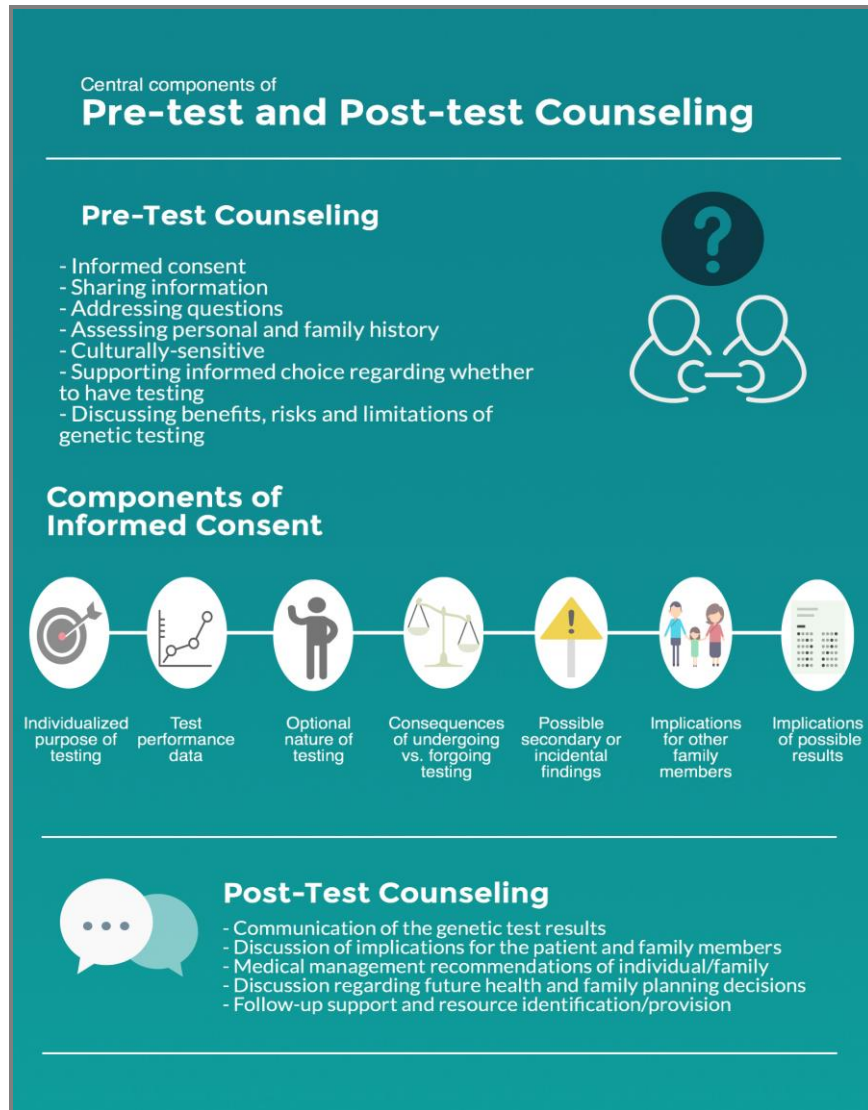 Central components of
Pre-test and Post-test Counseling
Pre-Test Counseling
- Informed consent
- Sharing information
- Addressing questions
- Assessing personal and family history
- Culturally-sensitive
- Supporting informed choice regarding whether
to have testing
- Discussing benefits, risks and limitations of
genetic testing
?
Components of
Informed Consent
!
Individualized
purpose of
testing
Test
performance
data
Optional
nature of
testing
Consequences
of undergoing
vs. forgoing
testing
Possible
secondary or
incidental
findings
Implications
for other
family
members
Implications
of possible
results
Post-Test Counseling
- Communication of the genetic test results
- Discussion of implications for the patient and family members
- Medical management recommendations of individual/family
- Discussion regarding future health and family planning decisions
- Follow-up support and resource identification/provision